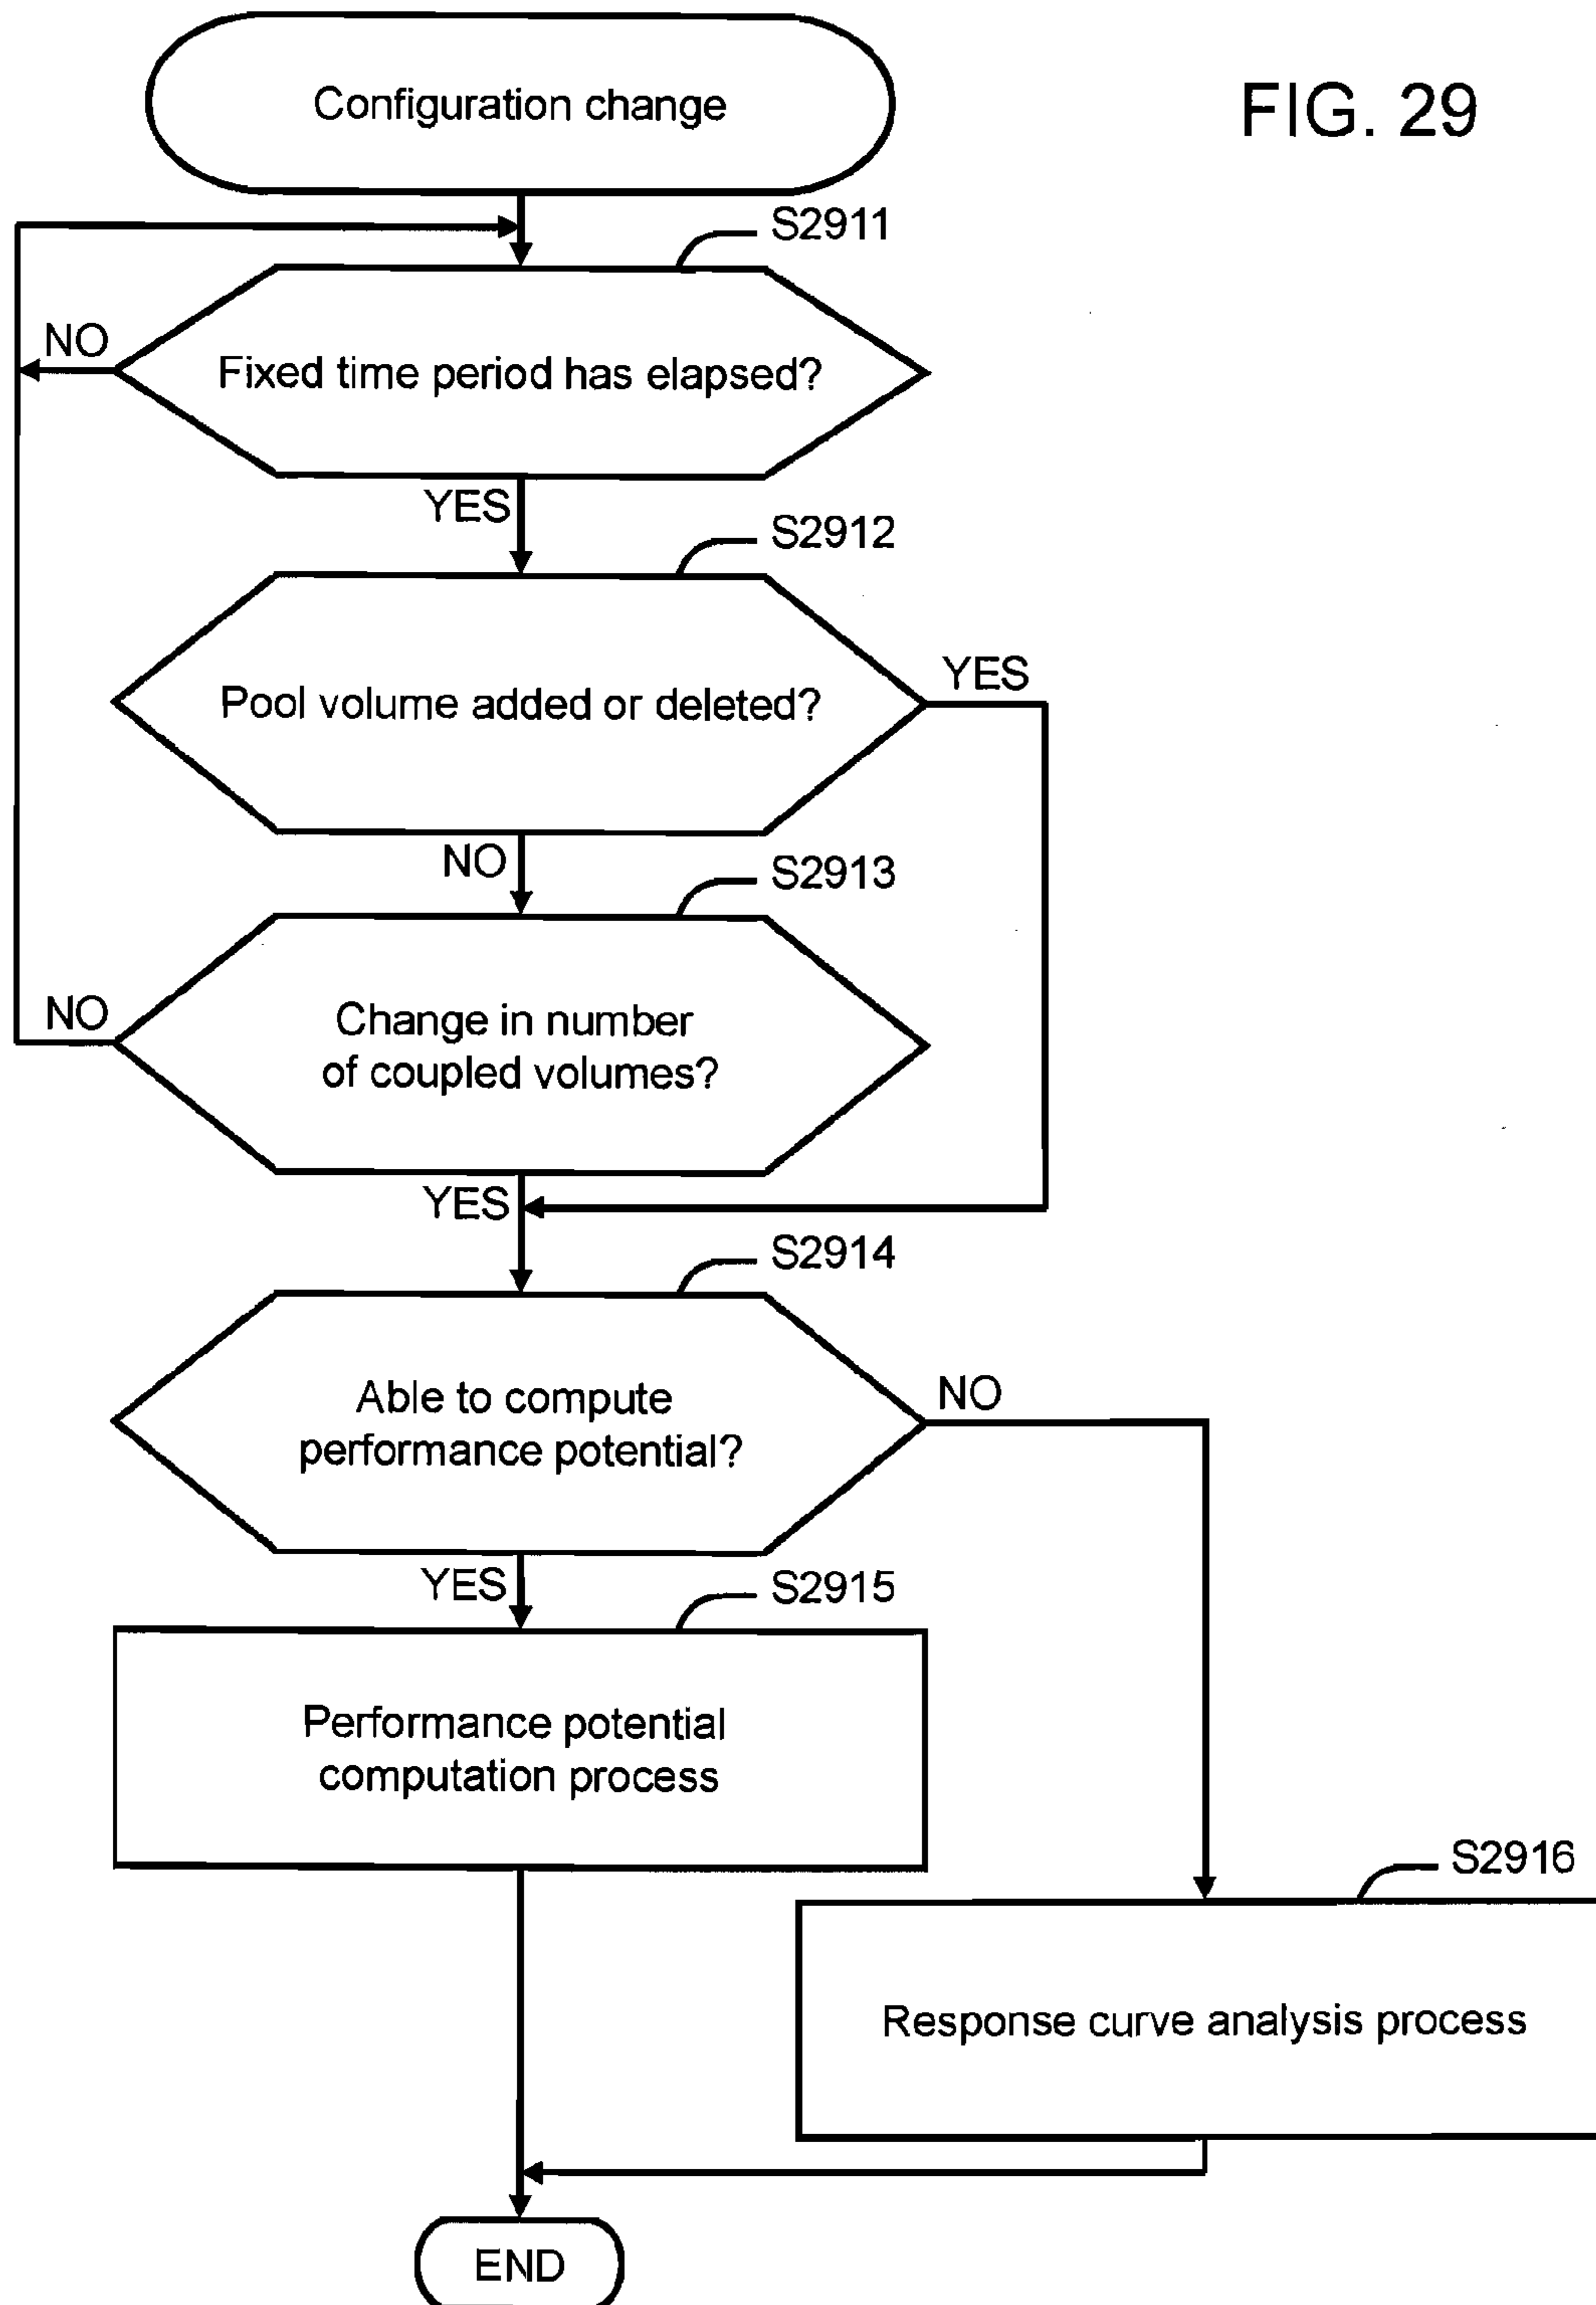 Configuration change
FIG. 29
S2911
NO
Fixed time period has elapsed?
YES
S2912
YES
Pool volume added or deleted?
NO
S2913
NO
Change in number
of coupled volumes?
YES
S2914
Able to compute
performance potential?
NO
YES
S2915
Performance potential
computation process
S2916
Response curve analysis process
END